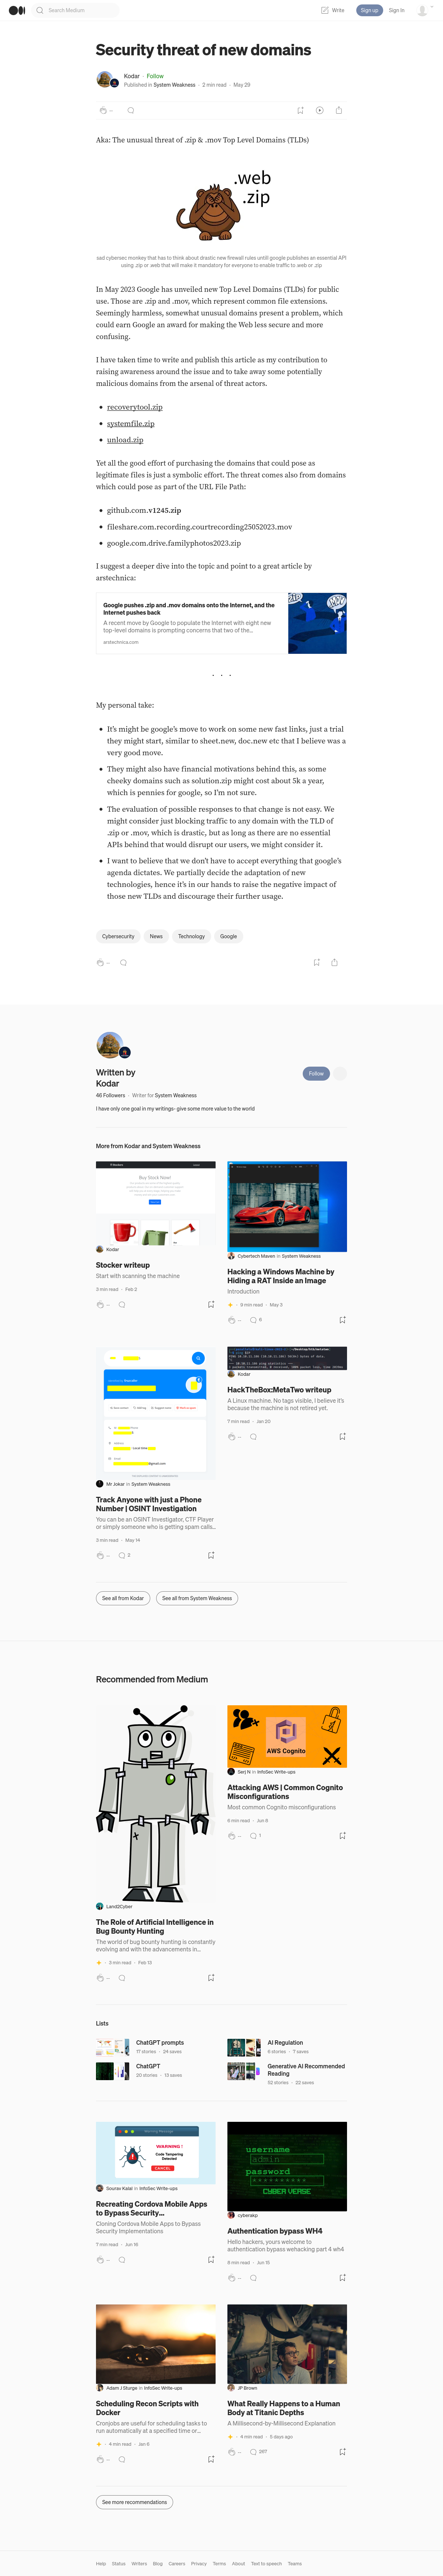 Search Medium
Write
Sign up
Sign In
Security threat of new domains
Kodar · Follow
Published in System Weakness · 2 min read · May 29
Aka: The unusual threat of .zip & .mov Top Level Domains (TLDs)
.web
.zip
sad cybersec monkey that has to think about drastic new firewall rules untill google publishes an essential API
using .zip or .web that will make it mandatory for everyone to enable traffic to .web or .zip
In May 2023 Google has unveiled new Top Level Domains (TLDs) for public
use. Those are .zip and .mov, which represent common file extensions.
Seemingly harmless, somewhat unusual domains present a problem, which
could earn Google an award for making the Web less secure and more
confusing.
I have taken time to write and publish this article as my contribution to
raising awareness around the issue and to take away some potentially
malicious domains from the arsenal of threat actors.
recoverytool.zip
systemfile.zip
unload.zip
Yet all the good effort of purchasing the domains that could pose as
legitimate files is just a symbolic effort. The threat comes also from domains
which could pose as part of the URL File Path:
github.com.v1245.zip
fileshare.com.recording.courtrecording25052023.mov
google.com.drive.familyphotos2023.zip
I suggest a deeper dive into the topic and point to a great article by
arstechnica:
Google pushes .zip and .mov domains onto the Internet, and the
Internet pushes back
A recent move by Google to populate the Internet with eight new
top-level domains is prompting concerns that two of the...
arstechnica.com
. . .
My personal take:
It's might be google's move to work on some new fast links, just a trial
they might start, similar to sheet.new, doc.new etc that I believe was a
very good move.
They might also have financial motivations behind this, as some
cheeky domains such as solution.zip might cost about 5k a year,
which is pennies for google, so I'm not sure.
The evaluation of possible responses to that change is not easy. We
might consider just blocking traffic to any domain with the TLD of
.zip or .mov, which is drastic, but as long as there are no essential
APIs behind that would disrupt our users, we might consider it.
I want to believe that we don't have to accept everything that google's
agenda dictates. We partially decide the adaptation of new
technologies, hence it's in our hands to raise the negative impact of
those new TLDs and discourage their further usage.
Cybersecurity
News
Technology
Google
Written by
Kodar
46 Followers · Writer for System Weakness
Follow
I have only one goal in my writings- give some more value to the world
More from Kodar and System Weakness
Buy Stock Now!
Kodar
Stocker writeup
Start with scanning the machine
3 min read · Feb 2
Cybertech Maven in System Weakness
Hacking a Windows Machine by
Hiding a RAT Inside an Image
Introduction
9 min read · May 3
6
Mr Jokar in System Weakness
Track Anyone with just a Phone
Number | OSINT Investigation
You can be an OSINT Investigator, CTF Player
or simply someone who is getting spam calls...
3 min read · May 14
2
Kodar
HackTheBox:MetaTwo writeup
A Linux machine. No tags visible, I believe it's
because the machine is not retired yet.
7 min read · Jan 20
See all from Kodar
See all from System Weakness
Recommended from Medium
Land2Cyber
The Role of Artificial Intelligence in
Bug Bounty Hunting
The world of bug bounty hunting is constantly
evolving and with the advancements in...
3 min read · Feb 15
AWS Cognito
Serj N in InfoSec Write-ups
Attacking AWS | Common Cognito
Misconfigurations
Most common Cognito misconfigurations
6 min read · Jun 8
1
Lists
ChatGPT prompts
17 stories · 24 saves
AI Regulation
6 stories · 7 saves
ChatGPT
20 stories · 13 saves
Generative AI Recommended
Reading
52 stories · 22 saves
WARNING !
Code Tampering
Detected
Sourav Kalal in InfoSec Write-ups
Recreating Cordova Mobile Apps
to Bypass Security...
Cloning Cordova Mobile Apps to Bypass
Security Implementations
7 min read · Jun 16
username
admin
password
CYBER VERSE
cyberakp
Authentication bypass WH4
Hello hackers, yours welcome to
authentication bypass wehacking part 4 wh4
6 min read · Jun 15
Adam J Sturge in InfoSec Write-ups
Scheduling Recon Scripts with
Docker
Cronjobs are useful for scheduling tasks to
run automatically at a specified time or...
4 min read · Jan 6
JP Brown
What Really Happens to a Human
Body at Titanic Depths
A Millisecond-by-Millisecond Explanation
4 min read · 5 days ago
267
See more recommendations
Help Status Writers Blog Careers Privacy Terms About Text to speech Teams